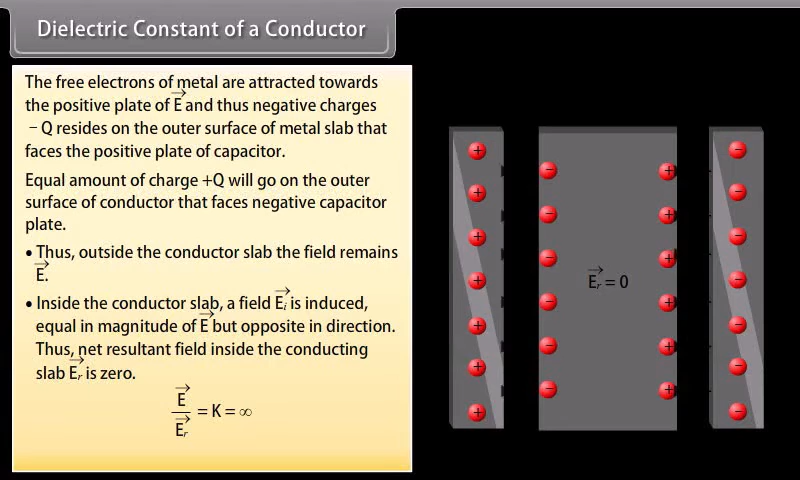 Dielectric Constant of a Conductor
The free electrons of metal are attracted towards
the positive plate of E⃗ and thus negative charges
– Q resides on the outer surface of metal slab that
faces the positive plate of capacitor.
Equal amount of charge +Q will go on the outer
surface of conductor that faces negative capacitor
plate.
• Thus, outside the conductor slab the field remains
E⃗.
• Inside the conductor slab, a field E⃗ᵢ is induced,
equal in magnitude of E⃗ but opposite in direction.
Thus, net resultant field inside the conducting
slab E⃗ᵣ is zero.
E⃗ / E⃗ᵣ = K = ∞
E⃗ᵣ = 0